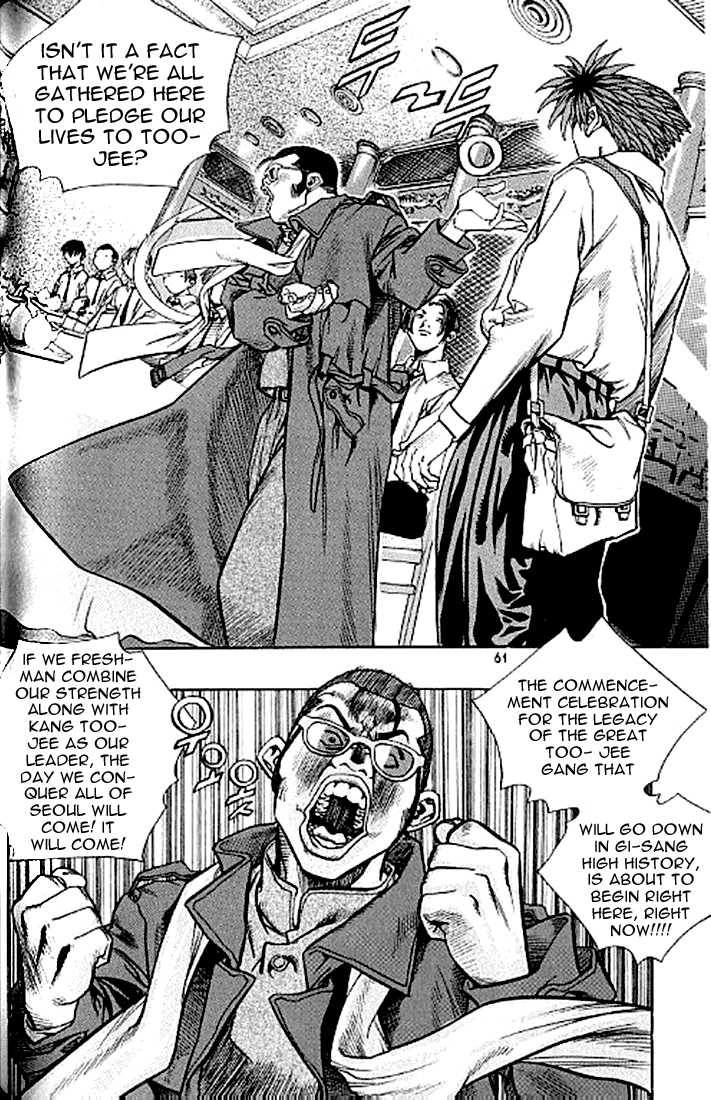 ISN'T IT A FACT
THAT WE'RE ALL
GATHERED HERE
TO PLEDGE OUR
LIVES TO TOO-
JEE?
61
IF WE FRESH-
MAN COMBINE
OUR STRENGTH
ALONG WITH
KANG TOO-
JEE AS OUR
LEADER, THE
DAY WE CON-
QUER ALL OF
SEOUL WILL
COME! IT
WILL COME!
THE COMMENCE-
MENT CELEBRATION
FOR THE LEGACY
OF THE GREAT
TOO- JEE
GANG THAT
WILL GO DOWN
IN GI-SANG
HIGH HISTORY,
IS ABOUT TO
BEGIN RIGHT
HERE, RIGHT
NOW!!!!